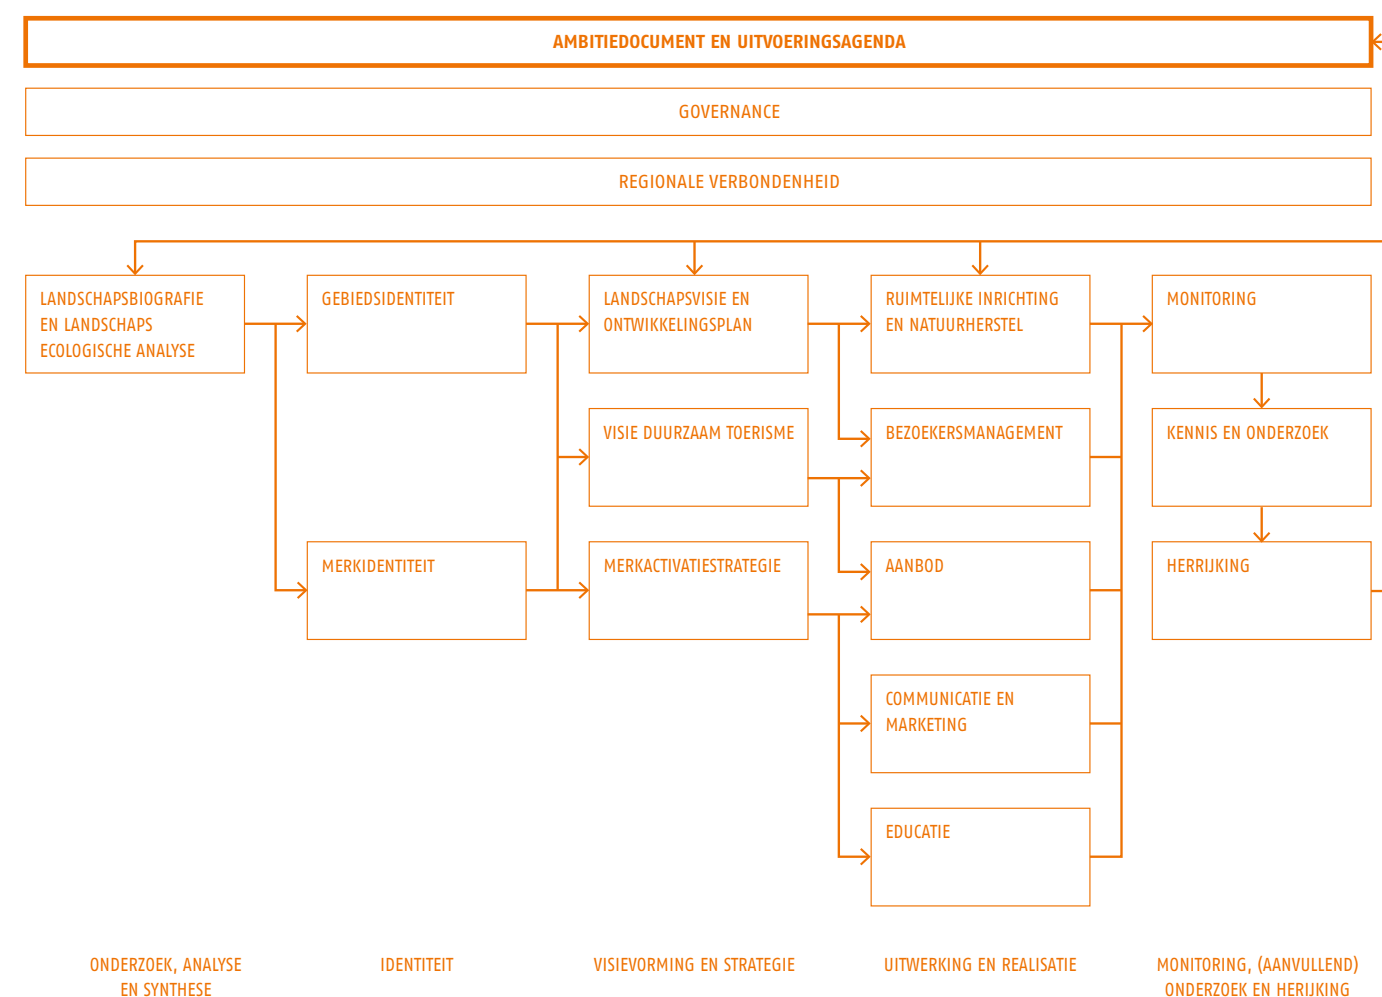 AMBITIEDOCUMENT EN UITVOERINGSAGENDA
GOVERNANCE
REGIONALE VERBONDENHEID
LANDSCHAPSBIOGRAFIE
EN LANDSCHAPS
ECOLOGISCHE ANALYSE
GEBIEDSIDENTITEIT
LANDSCHAPSVISIE EN
ONTWIKKELINGSPLAN
RUIMTELIJKE INRICHTING
EN NATUURHERSTEL
MONITORING
VISIE DUURZAAM TOERISME
BEZOEKERSMANAGEMENT
KENNIS EN ONDERZOEK
MERKIDENTITEIT
MERKACTIVATIESTRATEGIE
AANBOD
HERRIJKING
COMMUNICATIE EN
MARKETING
EDUCATIE
ONDERZOEK, ANALYSE
EN SYNTHESE
IDENTITEIT
VISIEVORMING EN STRATEGIE
UITWERKING EN REALISATIE
MONITORING, (AANVULLEND)
ONDERZOEK EN HERIJKING